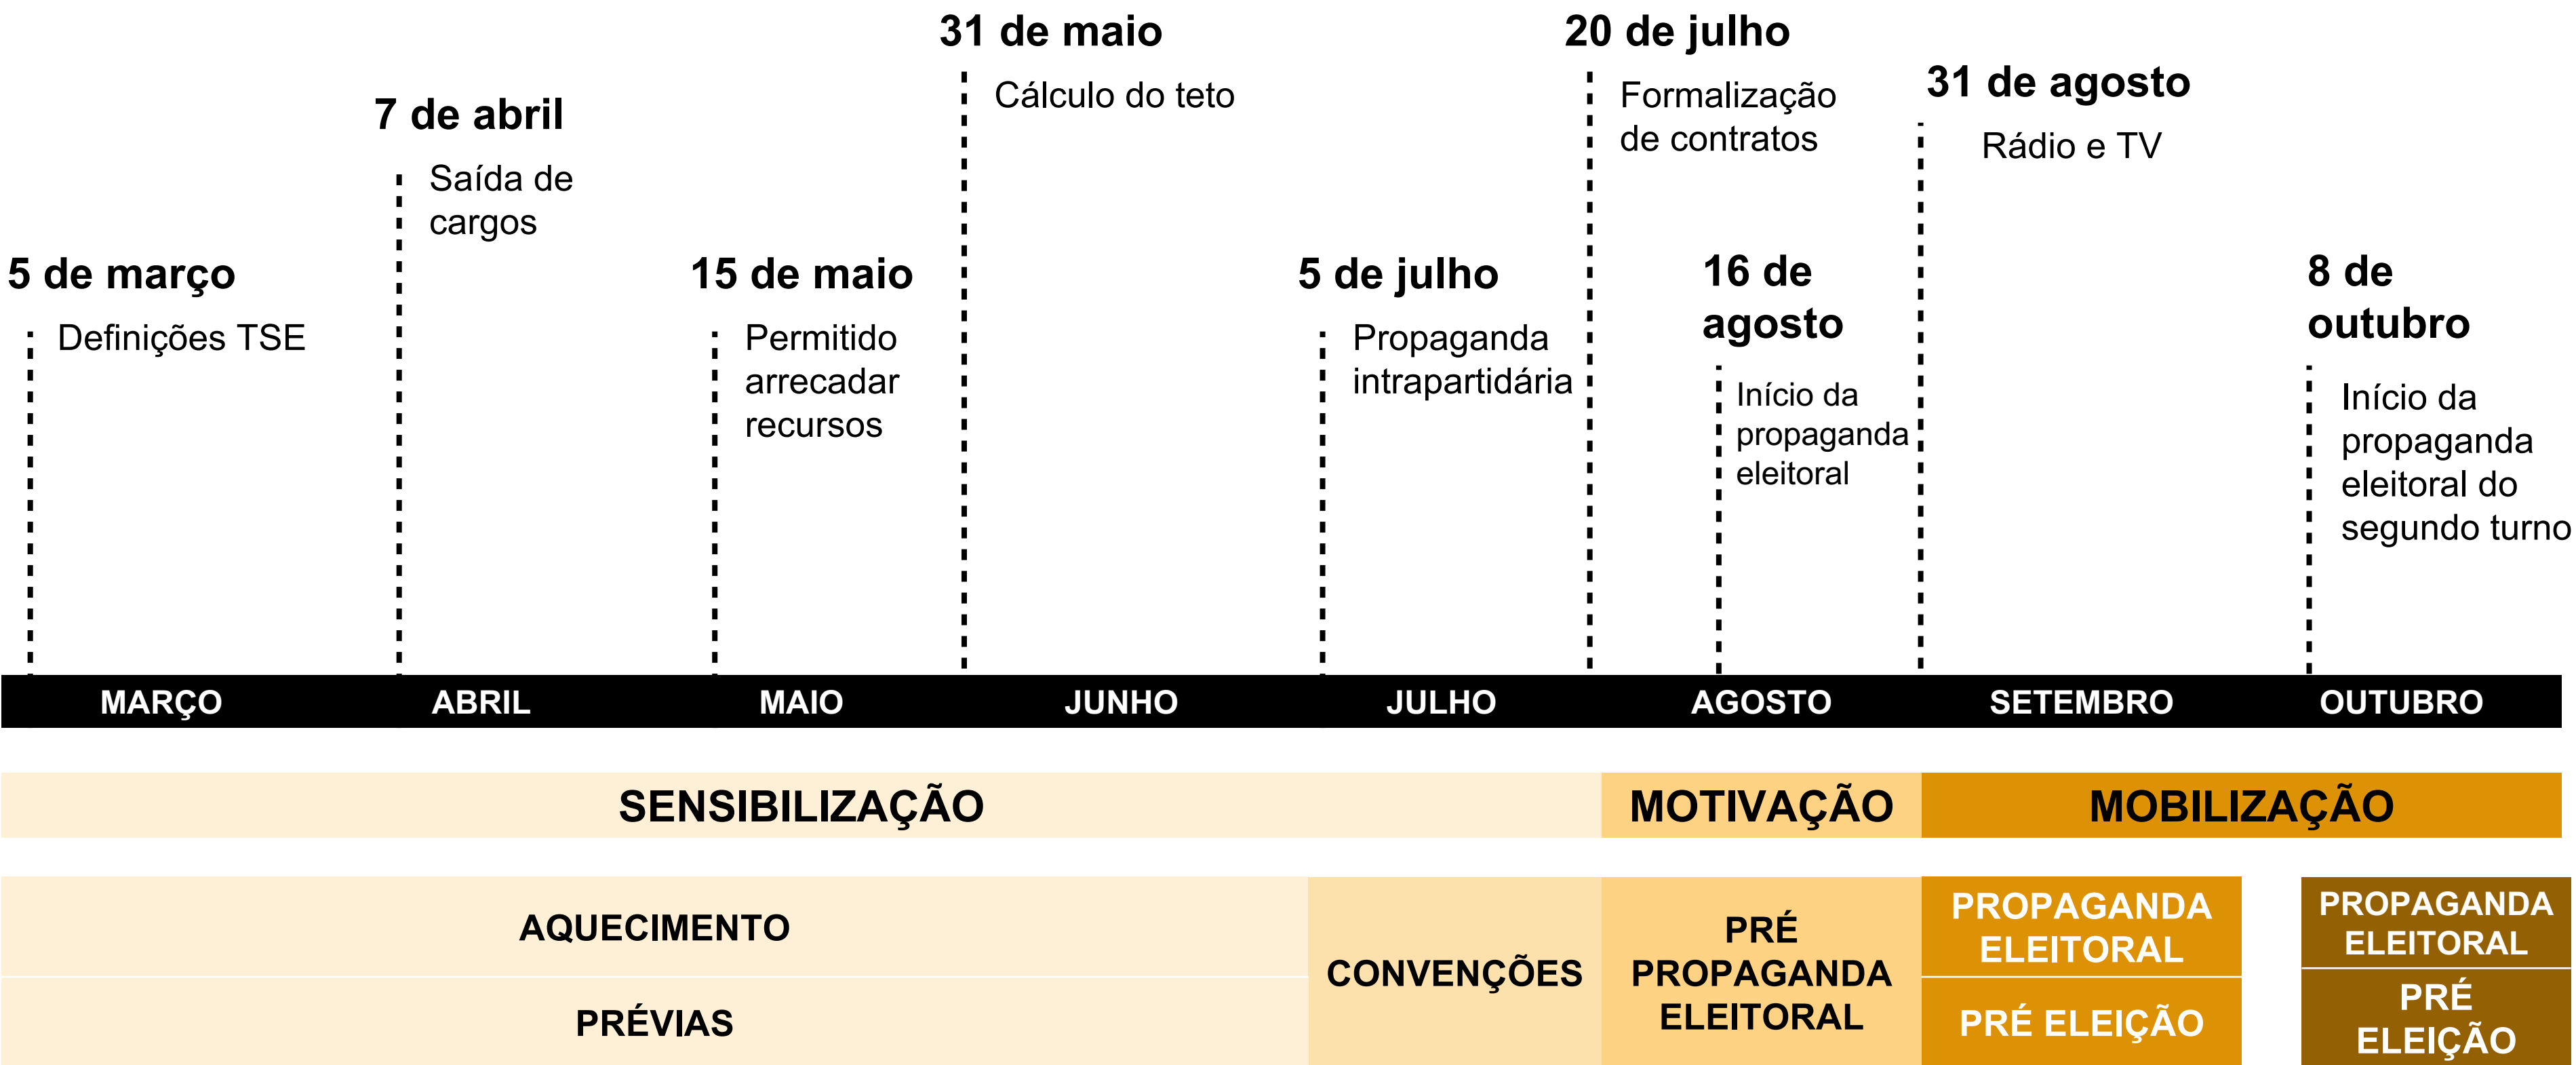 5 de março
Definições TSE
7 de abril
Saída de
cargos
15 de maio
Permitido
arrecadar
recursos
31 de maio
Cálculo do teto
5 de julho
Propaganda
intrapartidária
20 de julho
Formalização
de contratos
16 de
agosto
Início da
propaganda
eleitoral
31 de agosto
Rádio e TV
8 de
outubro
Início da
propaganda
eleitoral do
segundo turno
MARÇO
ABRIL
MAIO
JUNHO
JULHO
AGOSTO
SETEMBRO
OUTUBRO
SENSIBILIZAÇÃO
MOTIVAÇÃO
MOBILIZAÇÃO
AQUECIMENTO
PRÉVIAS
CONVENÇÕES
PRÉ
PROPAGANDA
ELEITORAL
PROPAGANDA
ELEITORAL
PRÉ ELEIÇÃO
PROPAGANDA
ELEITORAL
PRÉ
ELEIÇÃO